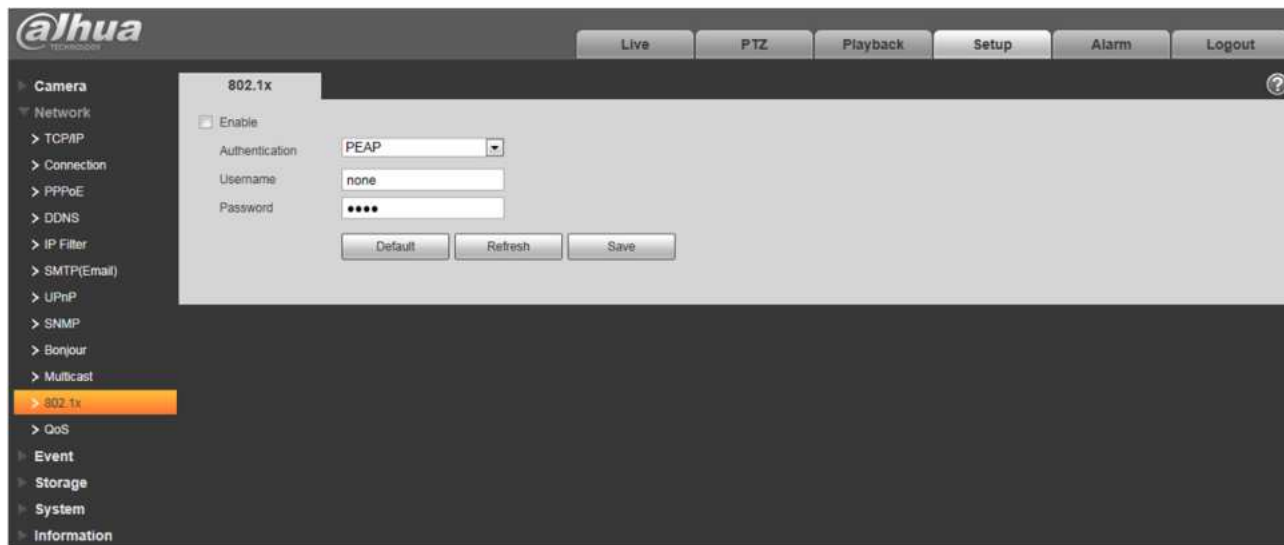 alhua
TECHNOLOGY
Live PTZ Playback Setup Alarm Logout
Camera
Network
> TCP/IP
> Connection
> PPPoE
> DDNS
> IP Filter
> SMTP(Email)
> UPnP
> SNMP
> Bonjour
> Multicast
> 802.1x
> QoS
Event
Storage
System
Information
802.1x
?
Enable
Authentication PEAP
Username none
Password ••••
Default Refresh Save